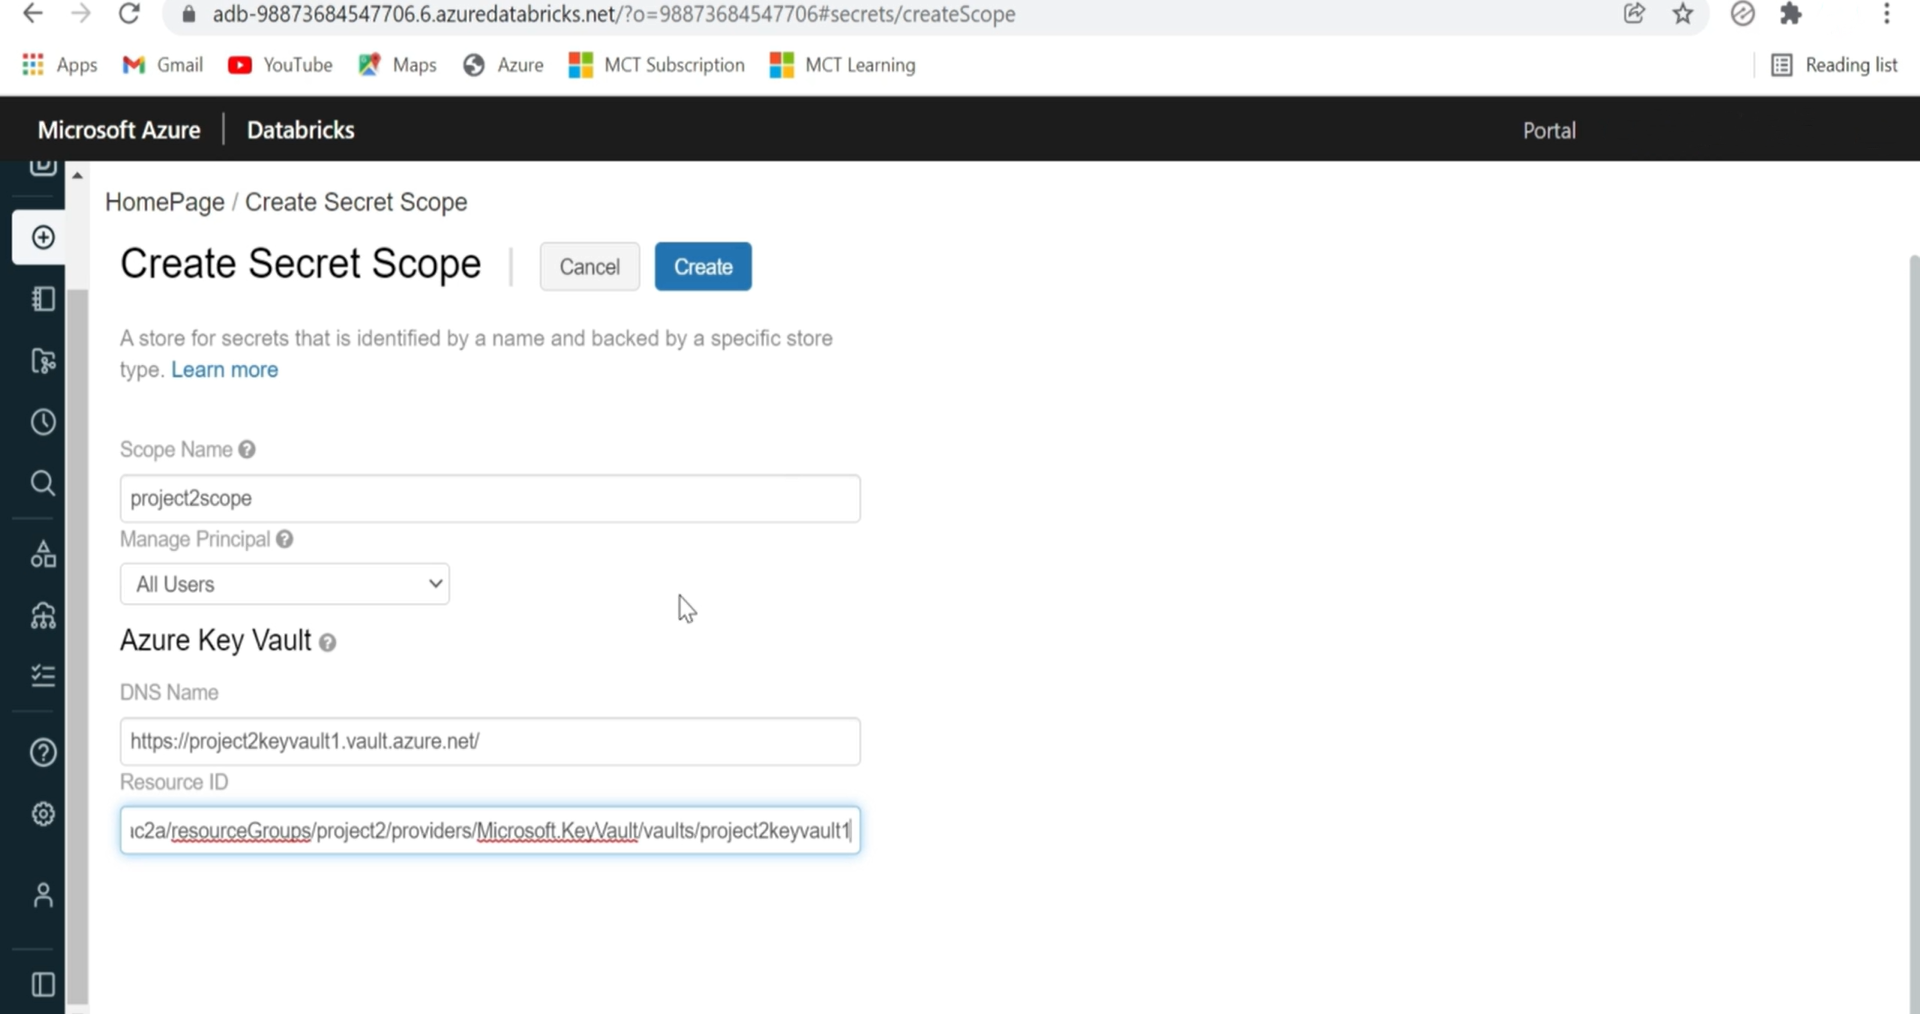 adb-98873684547706.6.azuredatabricks.net/?o=98873684547706#secrets/createScope
Apps Gmail YouTube Maps Azure MCT Subscription MCT Learning Reading list
Microsoft Azure Databricks Portal
HomePage / Create Secret Scope
Create Secret Scope Cancel Create
A store for secrets that is identified by a name and backed by a specific store
type. Learn more
Scope Name
project2scope
Manage Principal
All Users
Azure Key Vault
DNS Name
https://project2keyvault1.vault.azure.net/
Resource ID
c2a/resourceGroups/project2/providers/Microsoft.KeyVault/vaults/project2keyvault1